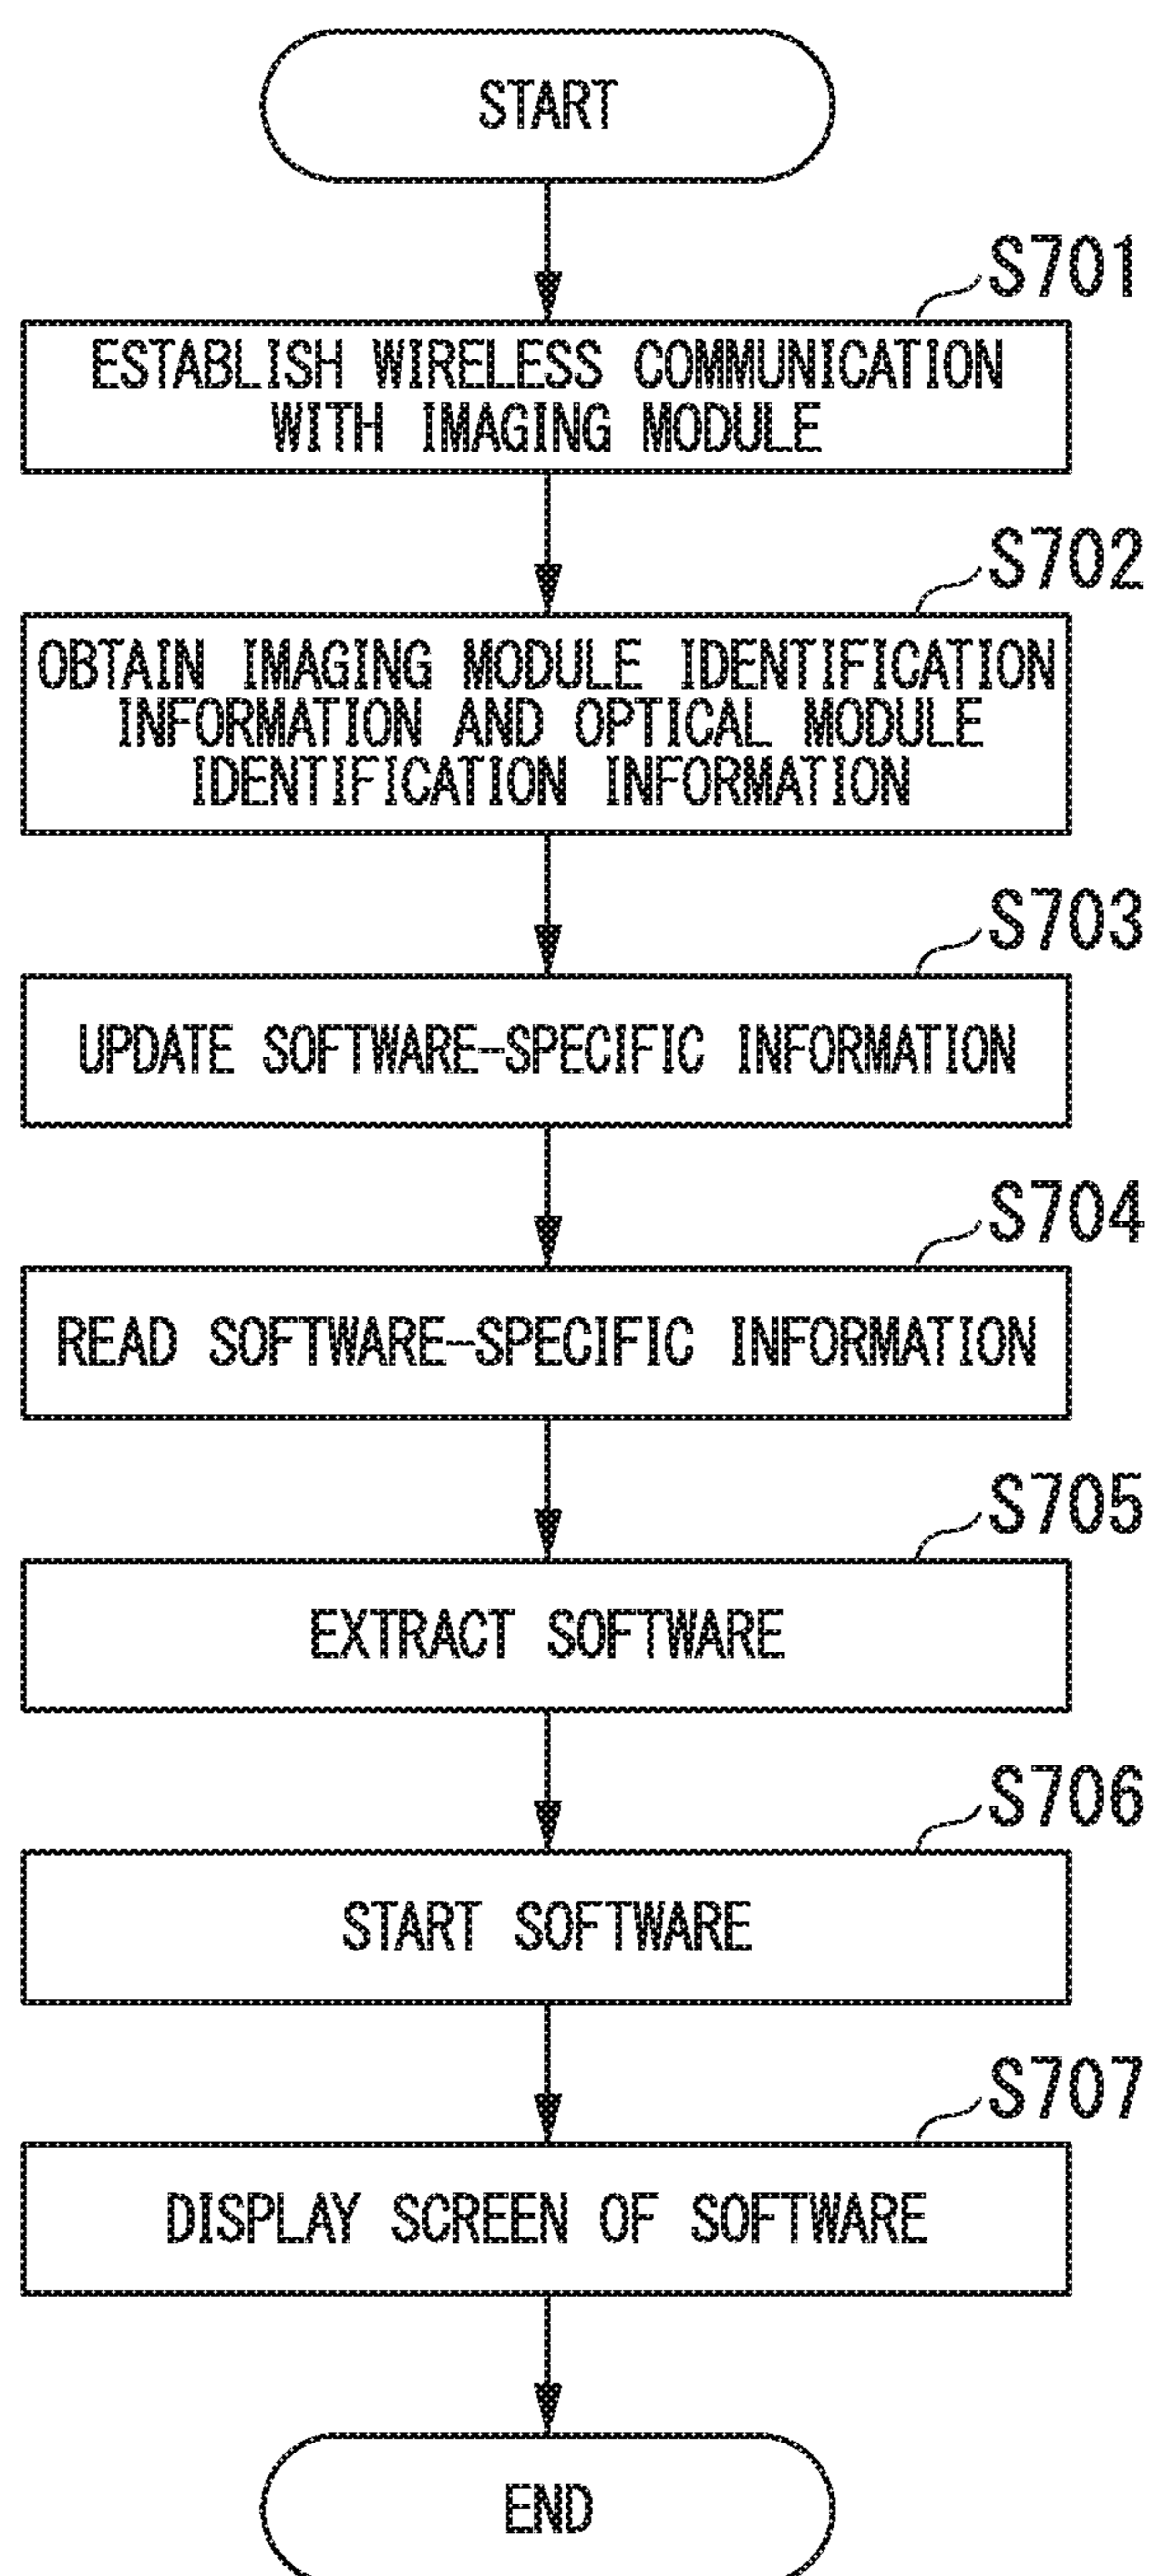 START
S701
ESTABLISH WIRELESS COMMUNICATION
WITH IMAGING MODULE
S702
OBTAIN IMAGING MODULE IDENTIFICATION
INFORMATION AND OPTICAL MODULE
IDENTIFICATION INFORMATION
S703
UPDATE SOFTWARE-SPECIFIC INFORMATION
S704
READ SOFTWARE-SPECIFIC INFORMATION
S705
EXTRACT SOFTWARE
S706
START SOFTWARE
S707
DISPLAY SCREEN OF SOFTWARE
END